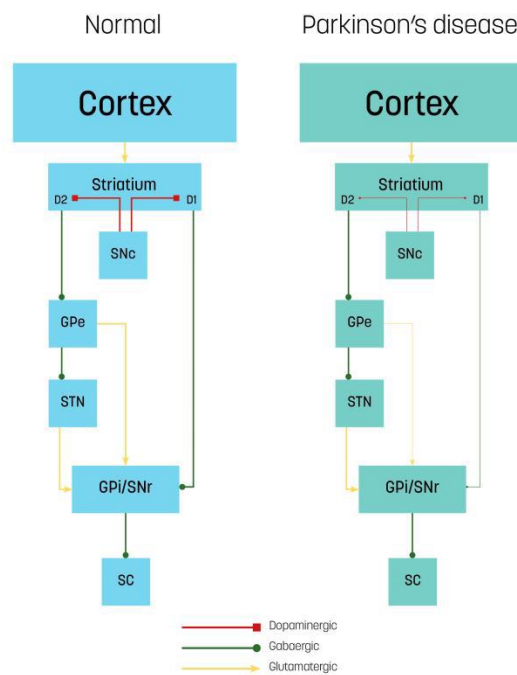 Normal
Parkinson's disease
Cortex
Cortex
Striatium
D2
D1
SNc
GPe
STN
GPi/SNr
SC
Striatium
D2
D1
SNc
GPe
STN
GPi/SNr
SC
Dopaminergic
Gabaergic
Glutamatergic